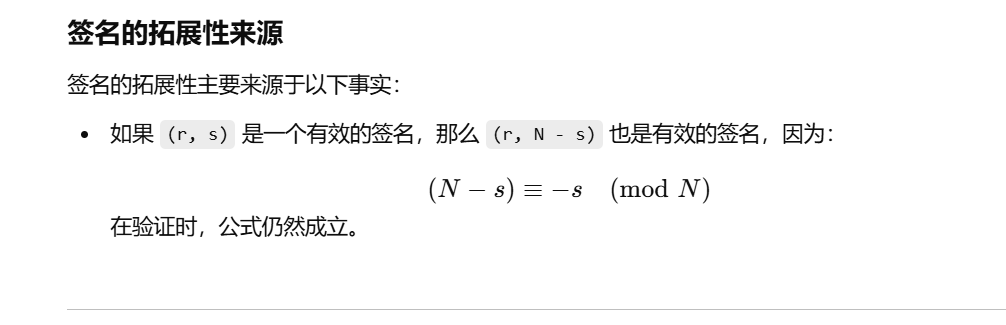 签名的拓展性来源
签名的拓展性主要来源于以下事实：
• 如果 (r, s) 是一个有效的签名，那么 (r, N - s) 也是有效的签名，因为：
(N − s) ≡ −s (mod N)
在验证时，公式仍然成立。